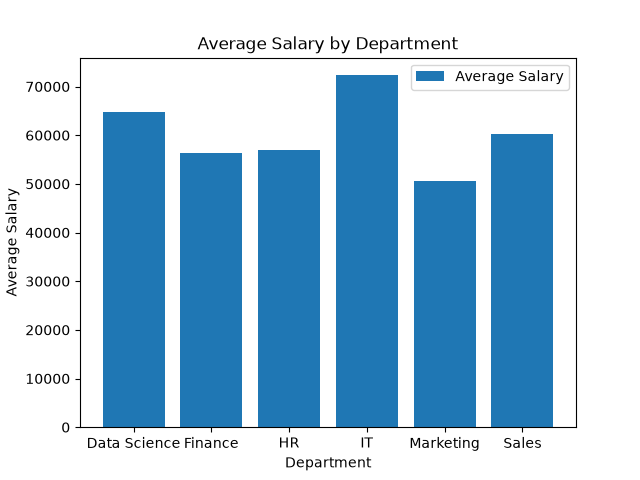 Average Salary by Department
Average Salary
70000
60000
50000
40000
30000
20000
10000
0
Average Salary
Data Science Finance HR IT Marketing Sales
Department